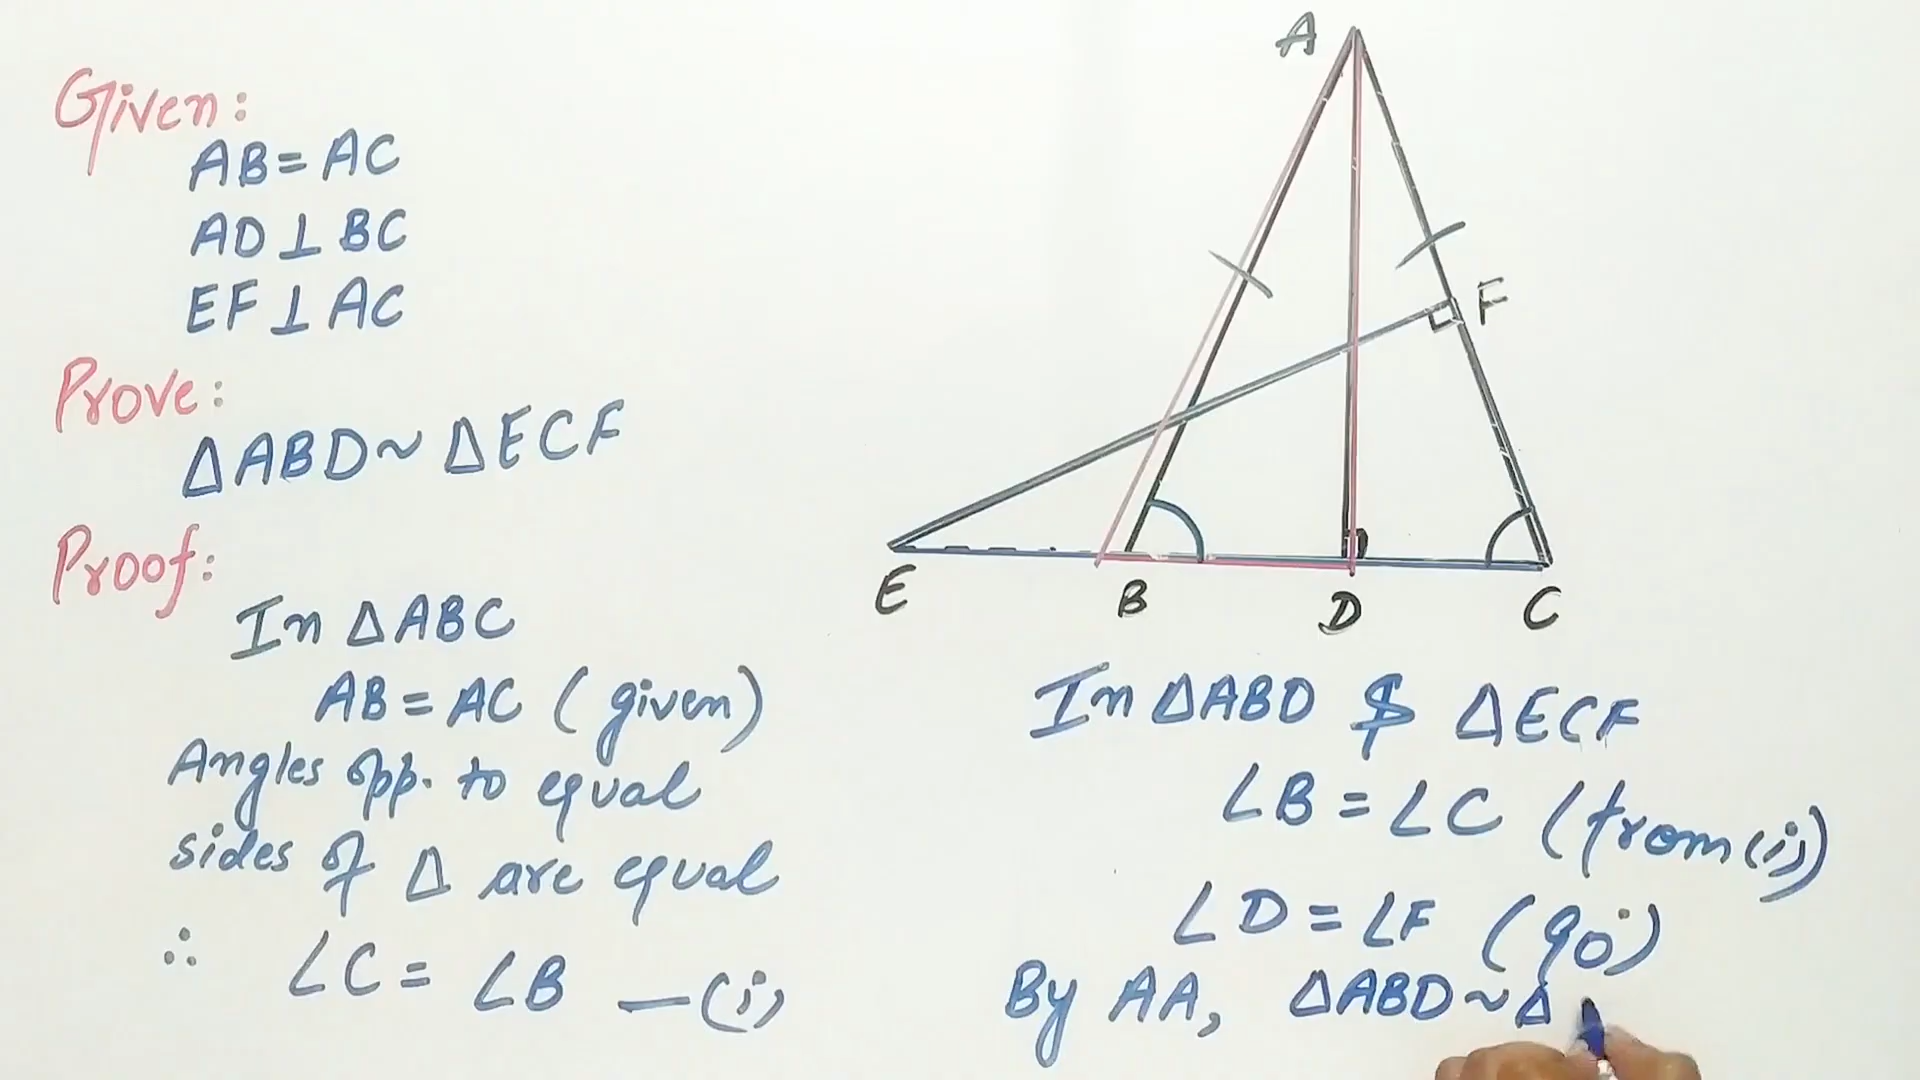 Given:
AB = AC
AD ⊥ BC
EF ⊥ AC
Prove:
ΔABD ~ ΔECF
Proof:
In ΔABC
AB = AC (given)
Angles opp. to equal
sides of Δ are equal
∴ ∠C = ∠B —(i)
A
F
E
B
D
C
In ΔABD & ΔECF
∠B = ∠C (from (i))
∠D = ∠F (90°)
By AA, ΔABD ~ Δ